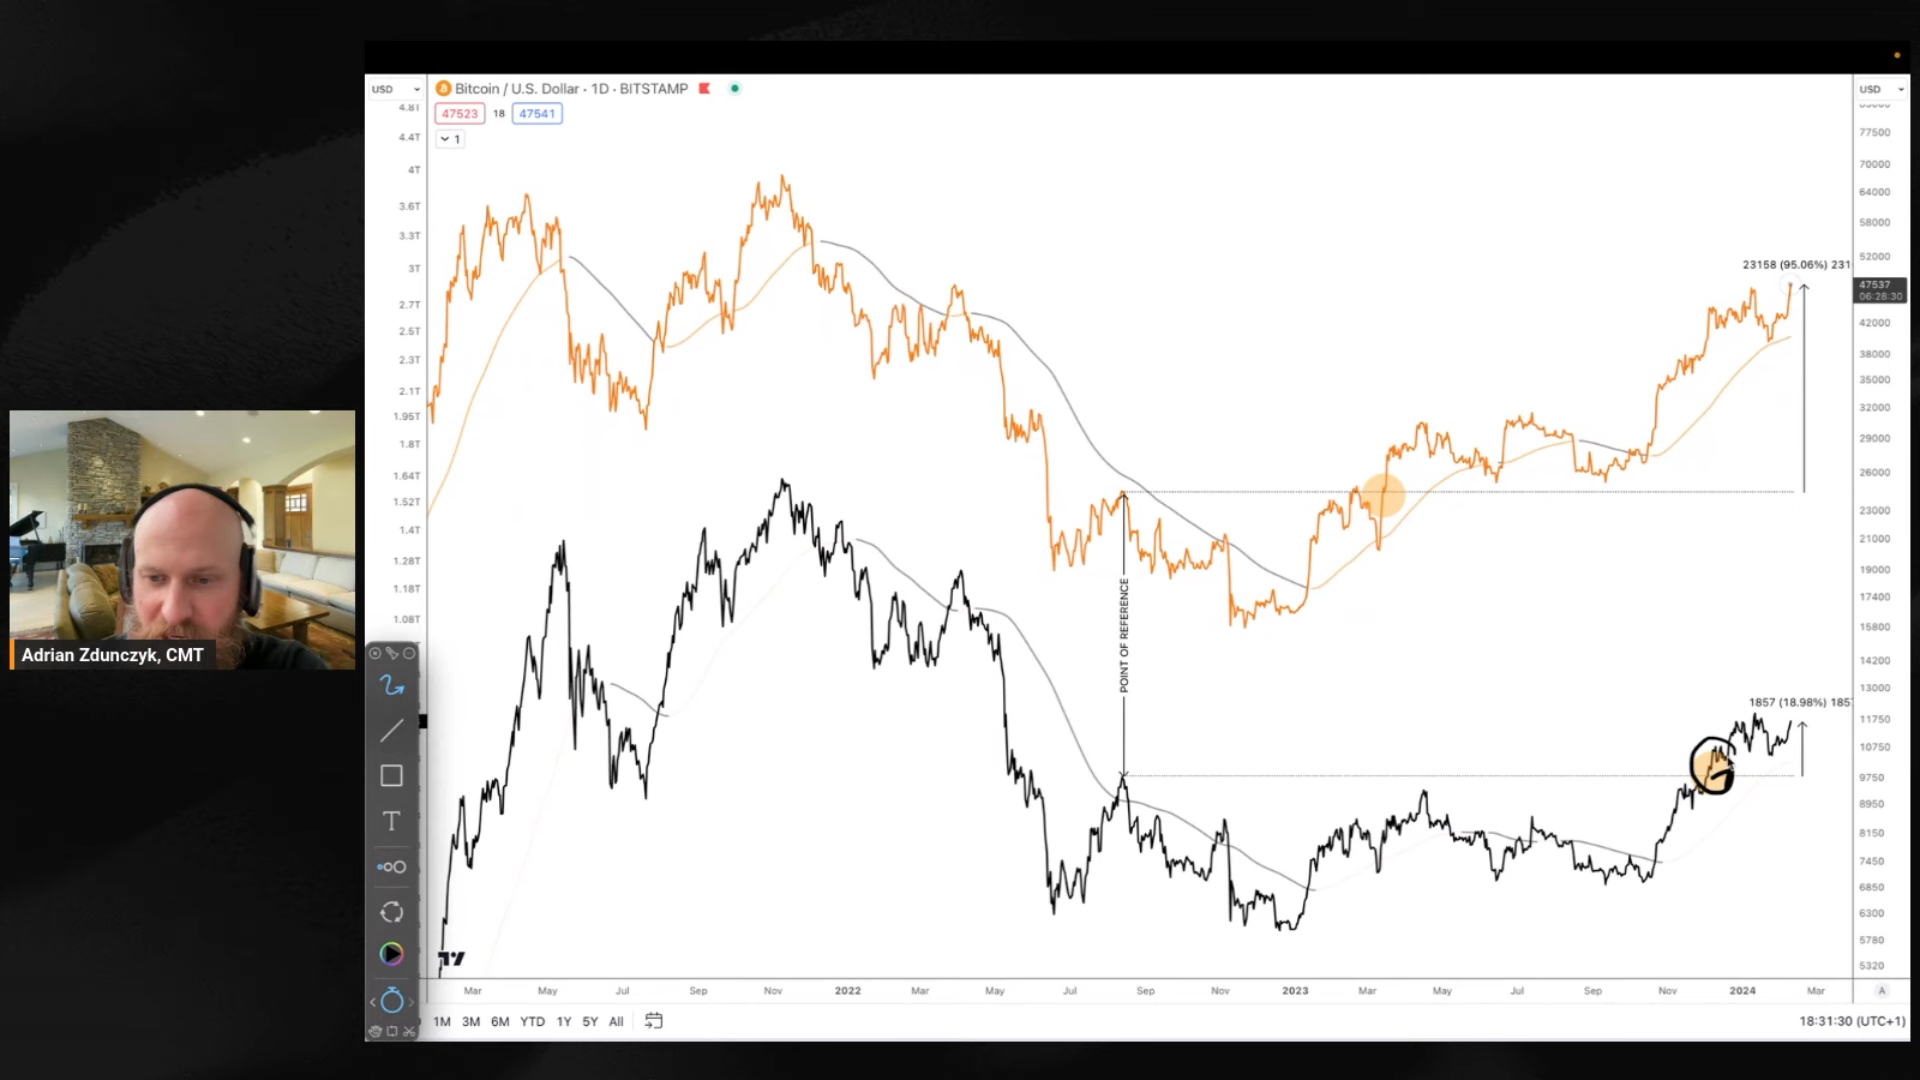 USD
Bitcoin / U.S. Dollar · 1D · BITSTAMP
USD
47523 18 47541
1
4.8T
4.4T
4T
3.6T
3.3T
3T
2.7T
2.5T
2.3T
2.1T
1.95T
1.8T
1.64T
1.52T
1.4T
1.28T
1.18T
1.08T
23158 (95.06%) 231
POINT OF REFERENCE
1857 (18.98%) 185
77500
70000
64000
58000
52000
47537
06:28:30
42000
38000
35000
32000
29000
26000
23000
21000
19000
17400
15800
14200
13000
11750
10750
9750
8950
8150
7450
6850
6300
5780
5320
Adrian Zdunczyk, CMT
T
Mar May Jul Sep Nov 2022 Mar May Jul Sep Nov 2023 Mar May Jul Sep Nov 2024 Mar A
1M 3M 6M YTD 1Y 5Y All 18:31:30 (UTC+1)